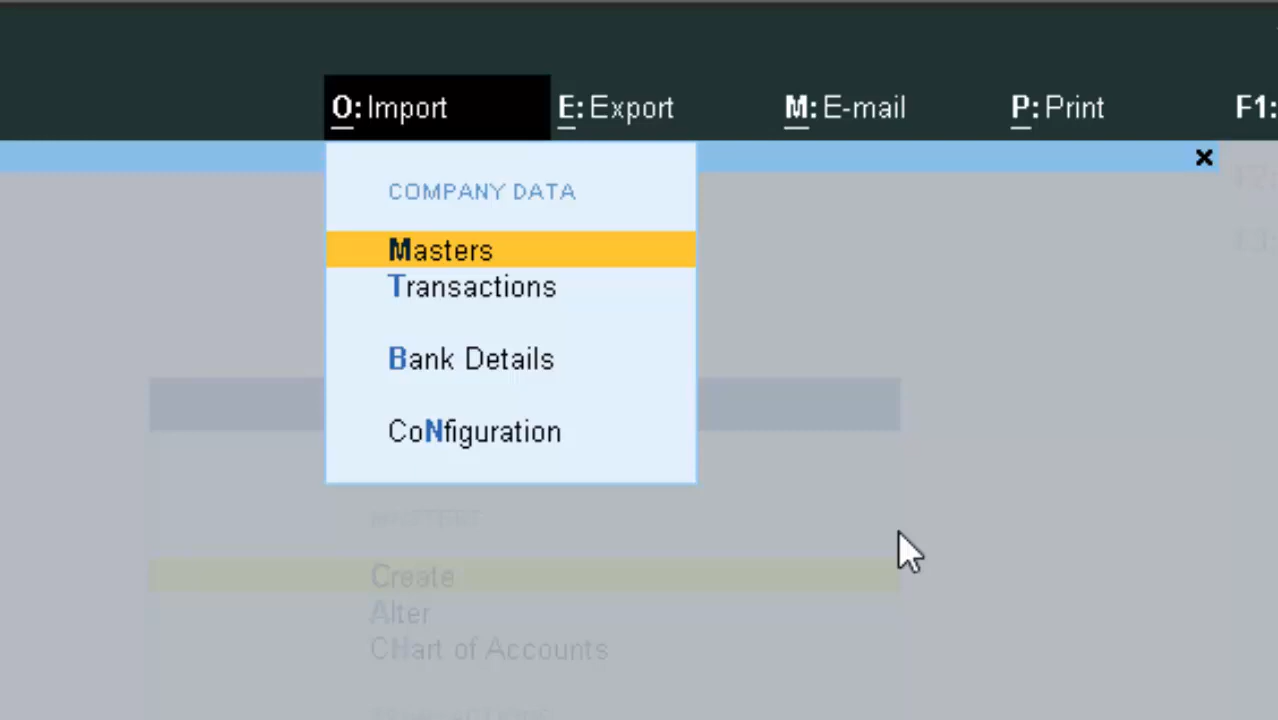 O: Import E: Export M: E-mail P: Print F1:
COMPANY DATA
Masters
Transactions
Bank Details
CoNfiguration
Create
Alter
CHart of Accounts